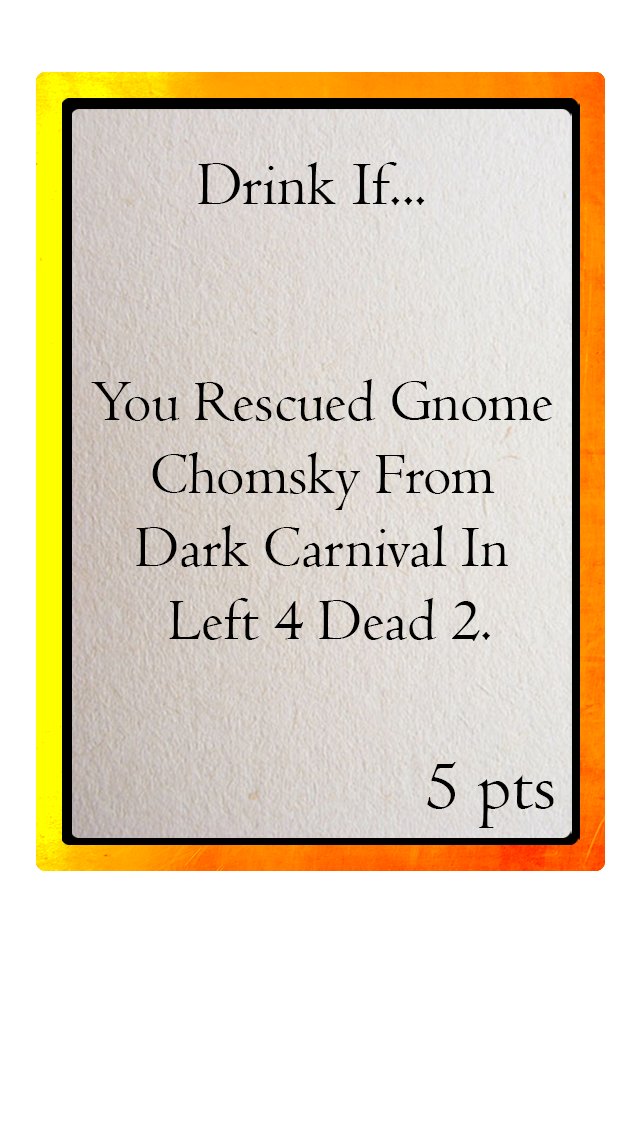 Drink If...
You Rescued Gnome
Chomsky From
Dark Carnival In
Left 4 Dead 2.
5 pts